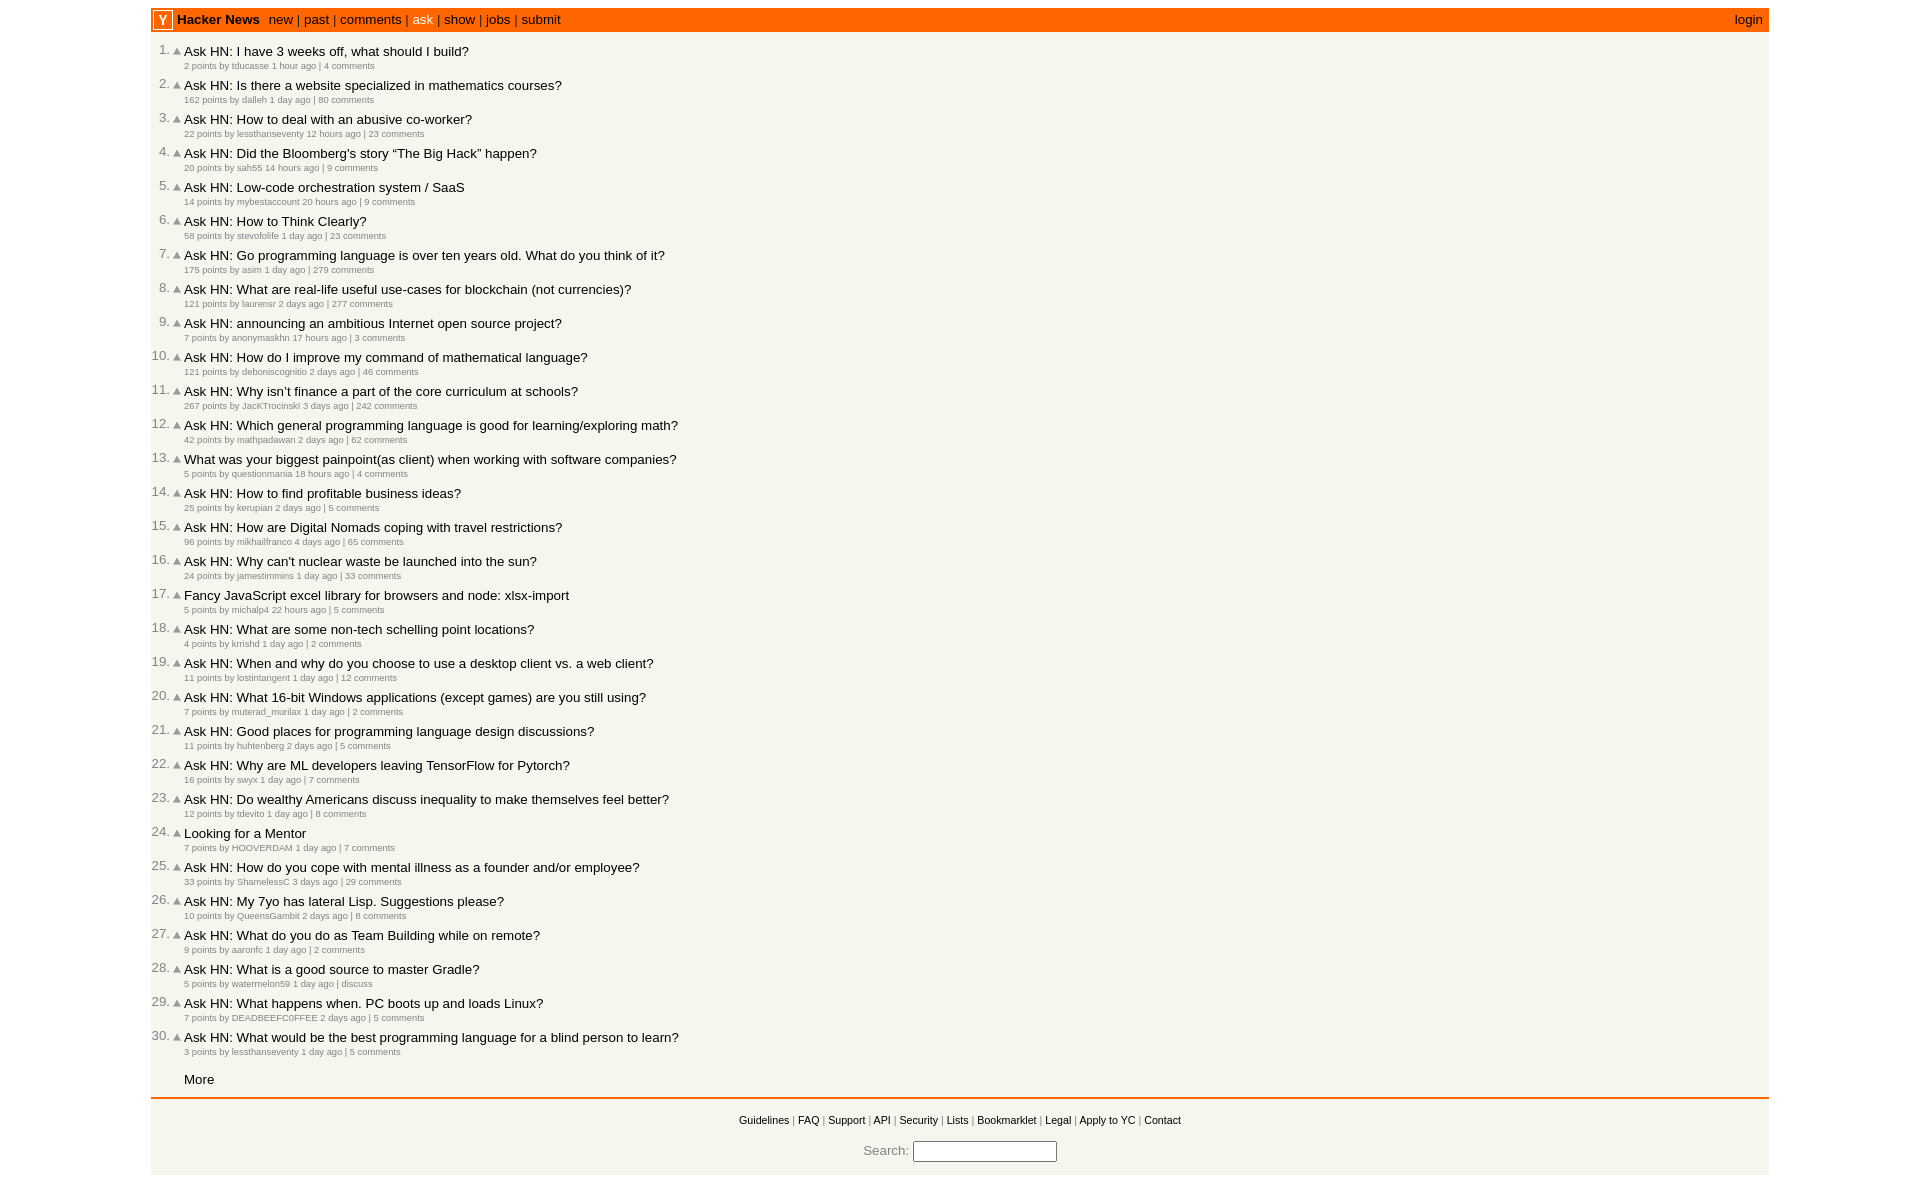 Y Hacker News new | past | comments | ask | show | jobs | submit login
1. Ask HN: I have 3 weeks off, what should I build?
2 points by tducasse 1 hour ago | 4 comments
2. Ask HN: Is there a website specialized in mathematics courses?
162 points by dalleh 1 day ago | 80 comments
3. Ask HN: How to deal with an abusive co-worker?
22 points by lessthanseventy 12 hours ago | 23 comments
4. Ask HN: Did the Bloomberg's story “The Big Hack” happen?
20 points by sah55 14 hours ago | 9 comments
5. Ask HN: Low-code orchestration system / SaaS
14 points by mybestaccount 20 hours ago | 9 comments
6. Ask HN: How to Think Clearly?
58 points by stevofolife 1 day ago | 23 comments
7. Ask HN: Go programming language is over ten years old. What do you think of it?
175 points by asim 1 day ago | 279 comments
8. Ask HN: What are real-life useful use-cases for blockchain (not currencies)?
121 points by laurensr 2 days ago | 277 comments
9. Ask HN: announcing an ambitious Internet open source project?
7 points by anonymaskhn 17 hours ago | 3 comments
10. Ask HN: How do I improve my command of mathematical language?
121 points by deboniscognitio 2 days ago | 46 comments
11. Ask HN: Why isn’t finance a part of the core curriculum at schools?
267 points by JacKTrocinskI 3 days ago | 242 comments
12. Ask HN: Which general programming language is good for learning/exploring math?
42 points by mathpadawan 2 days ago | 62 comments
13. What was your biggest painpoint(as client) when working with software companies?
5 points by questionmania 18 hours ago | 4 comments
14. Ask HN: How to find profitable business ideas?
25 points by kerupian 2 days ago | 5 comments
15. Ask HN: How are Digital Nomads coping with travel restrictions?
96 points by mikhailfranco 4 days ago | 65 comments
16. Ask HN: Why can't nuclear waste be launched into the sun?
24 points by jamestimmins 1 day ago | 33 comments
17. Fancy JavaScript excel library for browsers and node: xlsx-import
5 points by michalp4 22 hours ago | 5 comments
18. Ask HN: What are some non-tech schelling point locations?
4 points by krrishd 1 day ago | 2 comments
19. Ask HN: When and why do you choose to use a desktop client vs. a web client?
11 points by lostintangent 1 day ago | 12 comments
20. Ask HN: What 16-bit Windows applications (except games) are you still using?
7 points by muterad_murilax 1 day ago | 2 comments
21. Ask HN: Good places for programming language design discussions?
11 points by huhtenberg 2 days ago | 5 comments
22. Ask HN: Why are ML developers leaving TensorFlow for Pytorch?
16 points by swyx 1 day ago | 7 comments
23. Ask HN: Do wealthy Americans discuss inequality to make themselves feel better?
12 points by tdevito 1 day ago | 8 comments
24. Looking for a Mentor
7 points by HOOVERDAM 1 day ago | 7 comments
25. Ask HN: How do you cope with mental illness as a founder and/or employee?
33 points by ShamelessC 3 days ago | 29 comments
26. Ask HN: My 7yo has lateral Lisp. Suggestions please?
10 points by QueensGambit 2 days ago | 8 comments
27. Ask HN: What do you do as Team Building while on remote?
9 points by aaronfc 1 day ago | 2 comments
28. Ask HN: What is a good source to master Gradle?
5 points by watermelon59 1 day ago | discuss
29. Ask HN: What happens when. PC boots up and loads Linux?
7 points by DEADBEEFC0FFEE 2 days ago | 5 comments
30. Ask HN: What would be the best programming language for a blind person to learn?
3 points by lessthanseventy 1 day ago | 5 comments
More
Guidelines | FAQ | Support | API | Security | Lists | Bookmarklet | Legal | Apply to YC | Contact
Search: